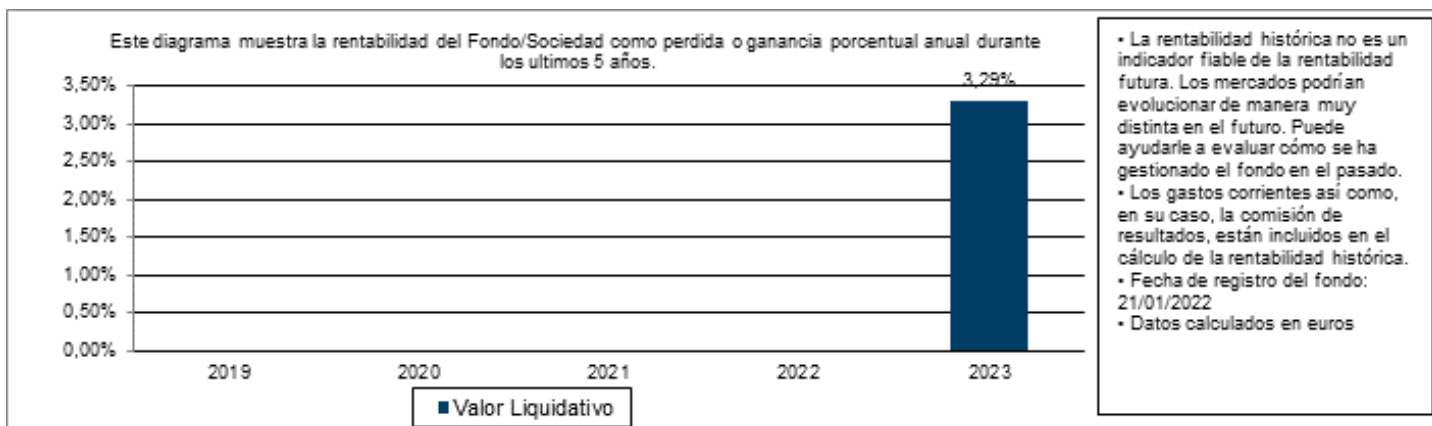 Este diagrama muestra la rentabilidad del Fondo/Sociedad como perdida o ganancia porcentual anual durante
los ultimos 5 años.
3,50%
3,00%
2,50%
2,00%
1,50%
1,00%
0,50%
0,00%
3,29%
2019
2020
2021
2022
2023
Valor Liquidativo
▪ La rentabilidad histórica no es un
indicador fiable de la rentabilidad
futura. Los mercados podrían
evolucionar de manera muy
distinta en el futuro. Puede
ayudarle a evaluar cómo se ha
gestionado el fondo en el pasado.
▪ Los gastos corrientes así como,
en su caso, la comisión de
resultados, están incluidos en el
cálculo de la rentabilidad histórica.
▪ Fecha de registro del fondo:
21/01/2022
▪ Datos calculados en euros